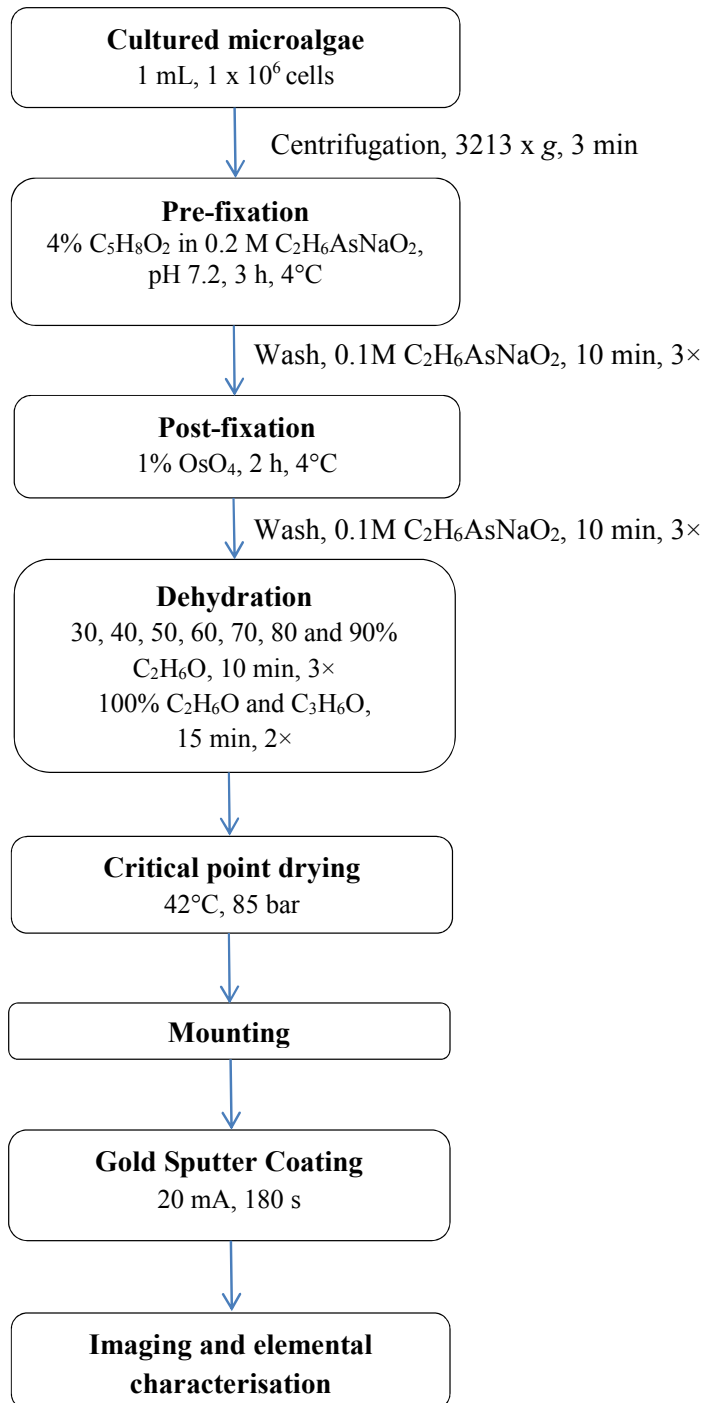 Cultured microalgae
1 mL, 1 x 10⁶ cells
Centrifugation, 3213 x g, 3 min
Pre-fixation
4% C₅H₈O₂ in 0.2 M C₂H₆AsNaO₂,
pH 7.2, 3 h, 4°C
Wash, 0.1M C₂H₆AsNaO₂, 10 min, 3×
Post-fixation
1% OsO₄, 2 h, 4°C
Wash, 0.1M C₂H₆AsNaO₂, 10 min, 3×
Dehydration
30, 40, 50, 60, 70, 80 and 90%
C₂H₆O, 10 min, 3×
100% C₂H₆O and C₃H₆O,
15 min, 2×
Critical point drying
42°C, 85 bar
Mounting
Gold Sputter Coating
20 mA, 180 s
Imaging and elemental
characterisation